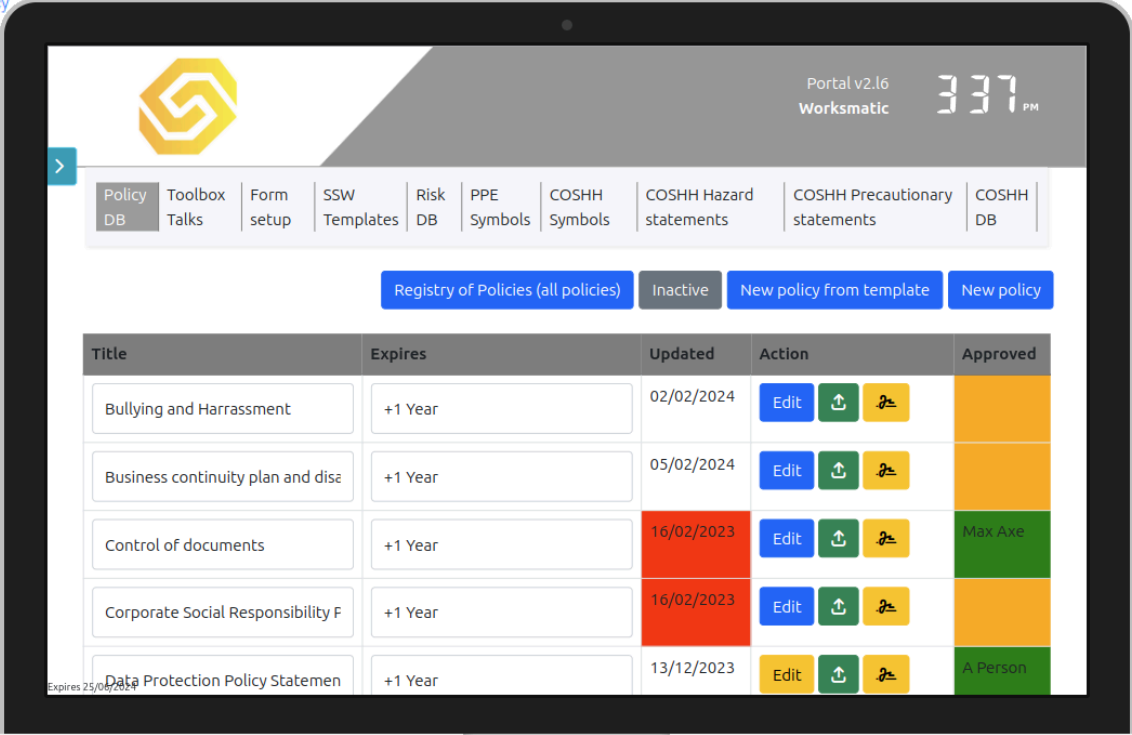 Portal v2.l6
Worksmatic
3 37 PM
Policy DB
Toolbox Talks
Form setup
SSW Templates
Risk DB
PPE Symbols
COSHH Symbols
COSHH Hazard statements
COSHH Precautionary statements
COSHH DB
Registry of Policies (all policies) Inactive New policy from template New policy
Title Expires Updated Action Approved
Bullying and Harrassment +1 Year 02/02/2024 Edit
Business continuity plan and disa +1 Year 05/02/2024 Edit
Control of documents +1 Year 16/02/2023 Edit Max Axe
Corporate Social Responsibility P +1 Year 16/02/2023 Edit
Data Protection Policy Statemen +1 Year 13/12/2023 Edit A Person
Expires 25/06/2024